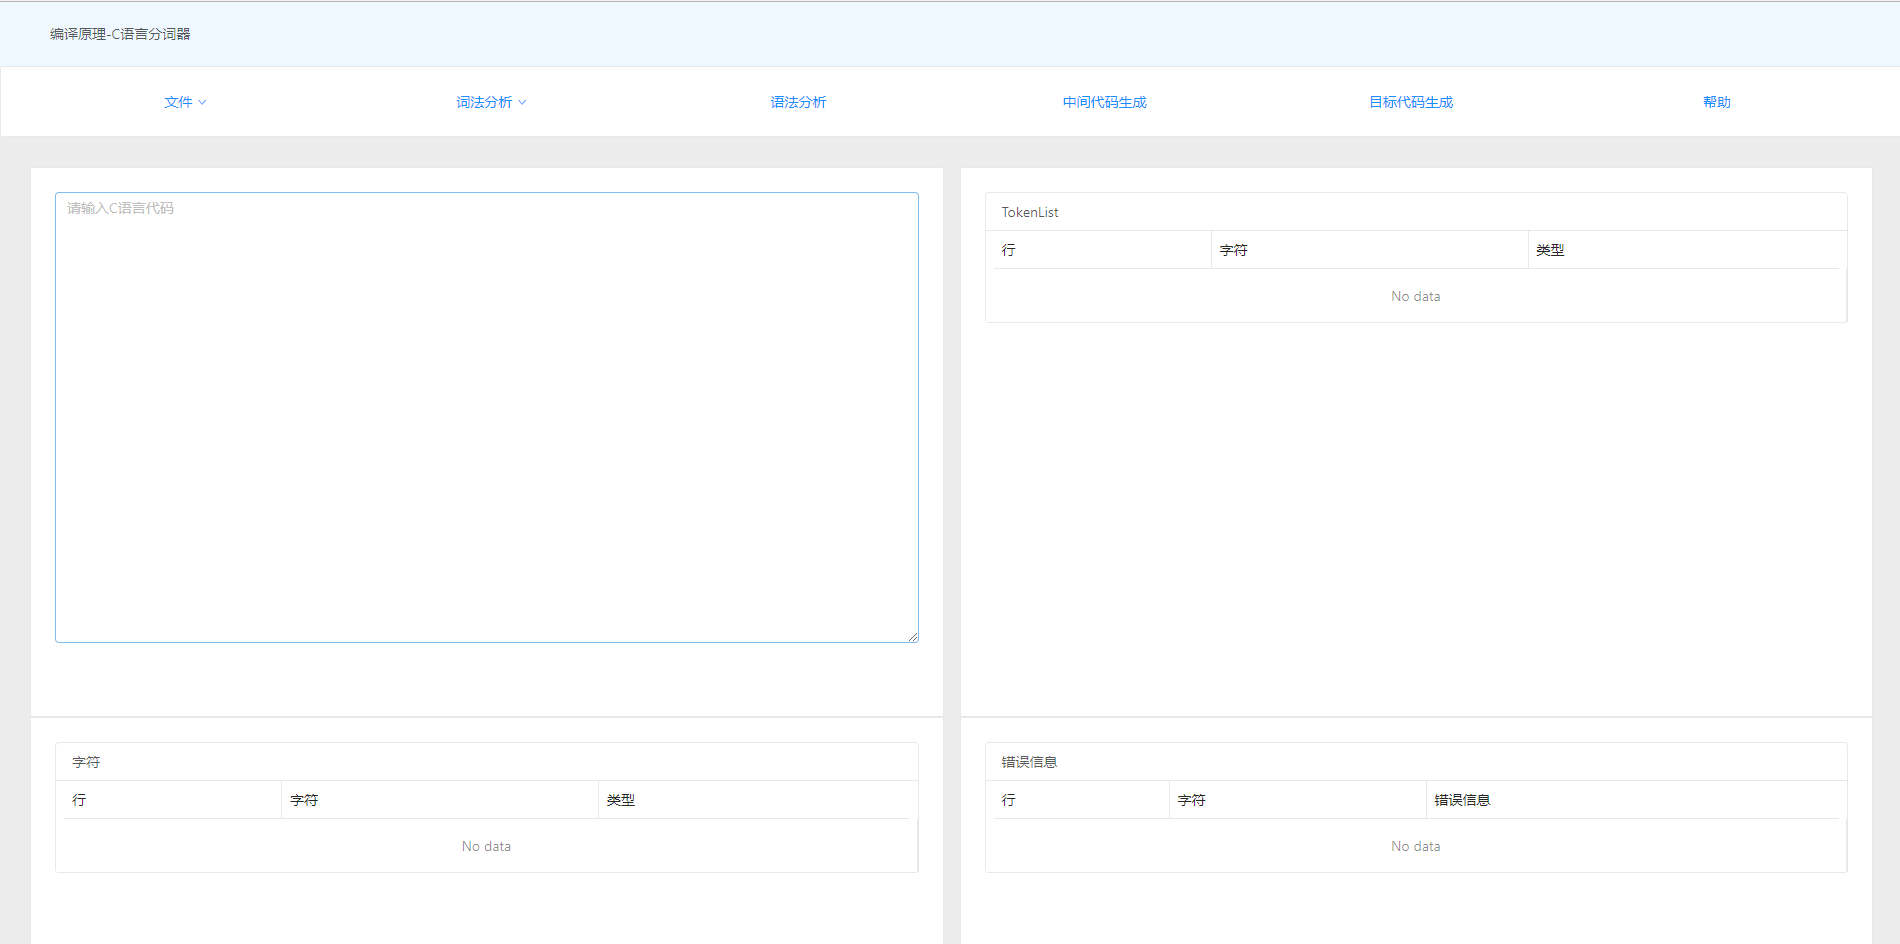 编译原理-C语言分词器
文件 词法分析 语法分析 中间代码生成 目标代码生成 帮助
请输入C语言代码
TokenList
行 字符 类型
No data
字符
行 字符 类型
No data
错误信息
行 字符 错误信息
No data